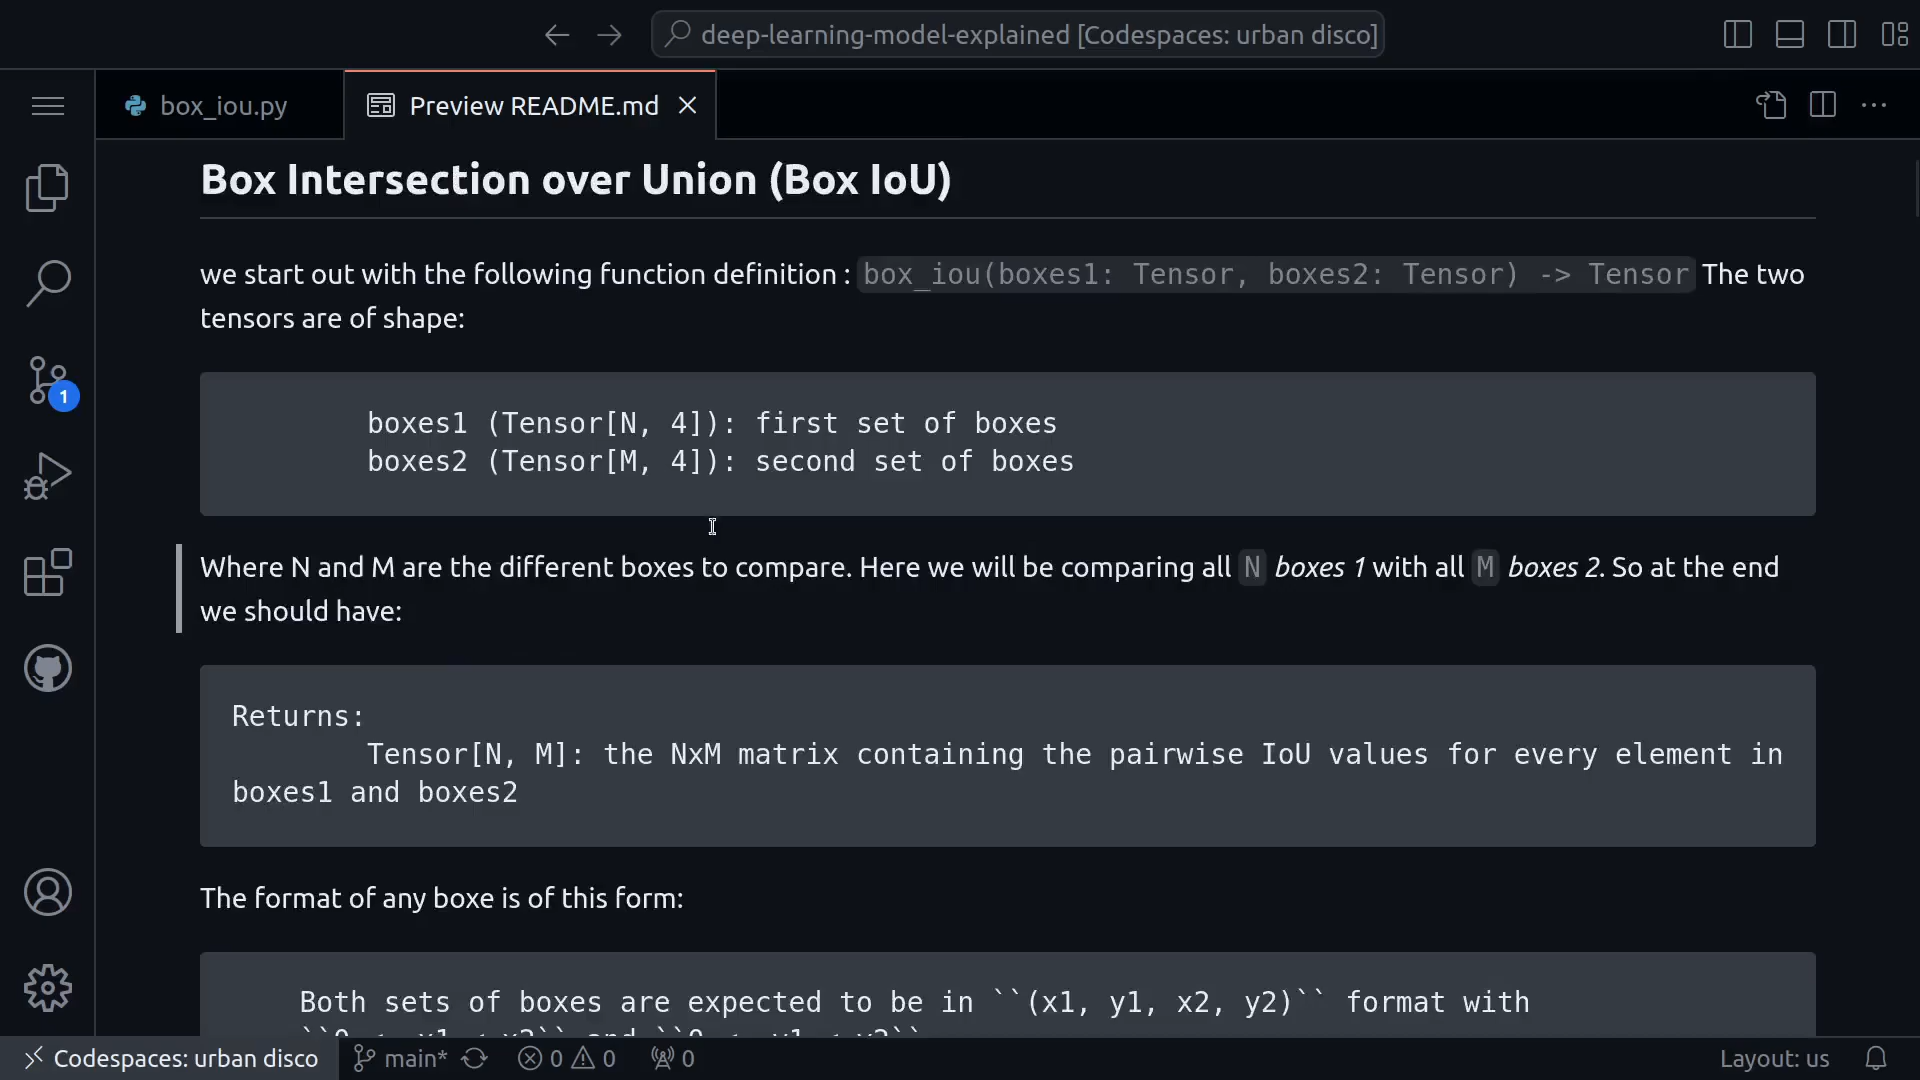 deep-learning-model-explained [Codespaces: urban disco]
box_iou.py
Preview README.md
Box Intersection over Union (Box IoU)
we start out with the following function definition : box_iou(boxes1: Tensor, boxes2: Tensor) -> Tensor The two
tensors are of shape:
boxes1 (Tensor[N, 4]): first set of boxes
boxes2 (Tensor[M, 4]): second set of boxes
Where N and M are the different boxes to compare. Here we will be comparing all N boxes 1 with all M boxes 2. So at the end
we should have:
Returns:
Tensor[N, M]: the NxM matrix containing the pairwise IoU values for every element in
boxes1 and boxes2
The format of any boxe is of this form:
Both sets of boxes are expected to be in ``(x1, y1, x2, y2)`` format with
1
Codespaces: urban disco
main*
0
0
0
Layout: us